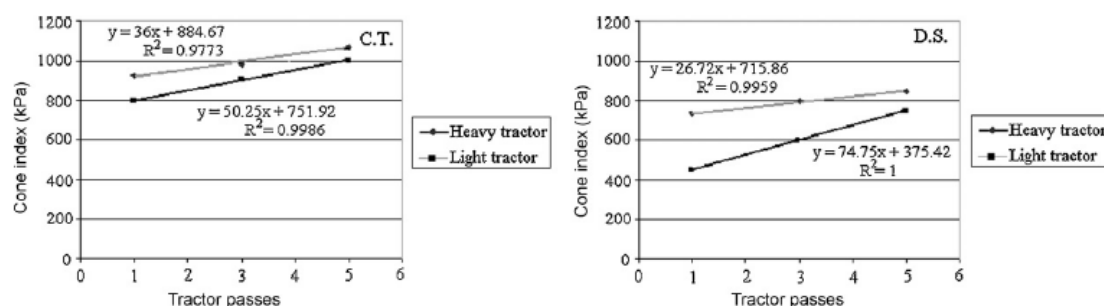 1200
1000
800
600
400
200
0
Cone index (kPa)
y = 36x + 884.67
R² = 0.9773
C.T.
y = 50.25x + 751.92
R² = 0.9986
0 1 2 3 4 5 6
Tractor passes
Heavy tractor
Light tractor
1200
1000
800
600
400
200
0
Cone index (kPa)
D.S.
y = 26.72x + 715.86
R² = 0.9959
y = 74.75x + 375.42
R² = 1
0 1 2 3 4 5 6
Tractor passes
Heavy tractor
Light tractor